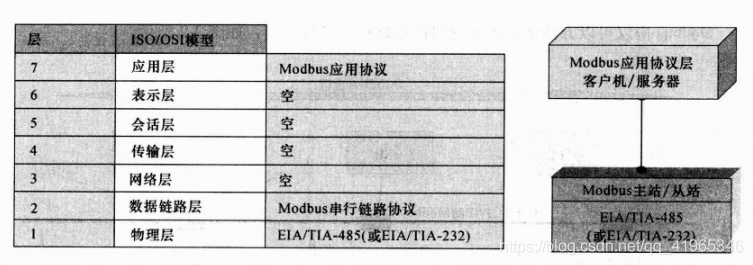 层 ISO/OSI模型
7 应用层 Modbus应用协议
6 表示层 空
5 会话层 空
4 传输层 空
3 网络层 空
2 数据链路层 Modbus串行链路协议
1 物理层 EIA/TIA-485(或EIA/TIA-232)
Modbus应用协议层
客户机/服务器
Modbus主站/从站
EIA/TIA-485
(或EIA/TIA-232)
https://blog.csdn.net/qq_41965346